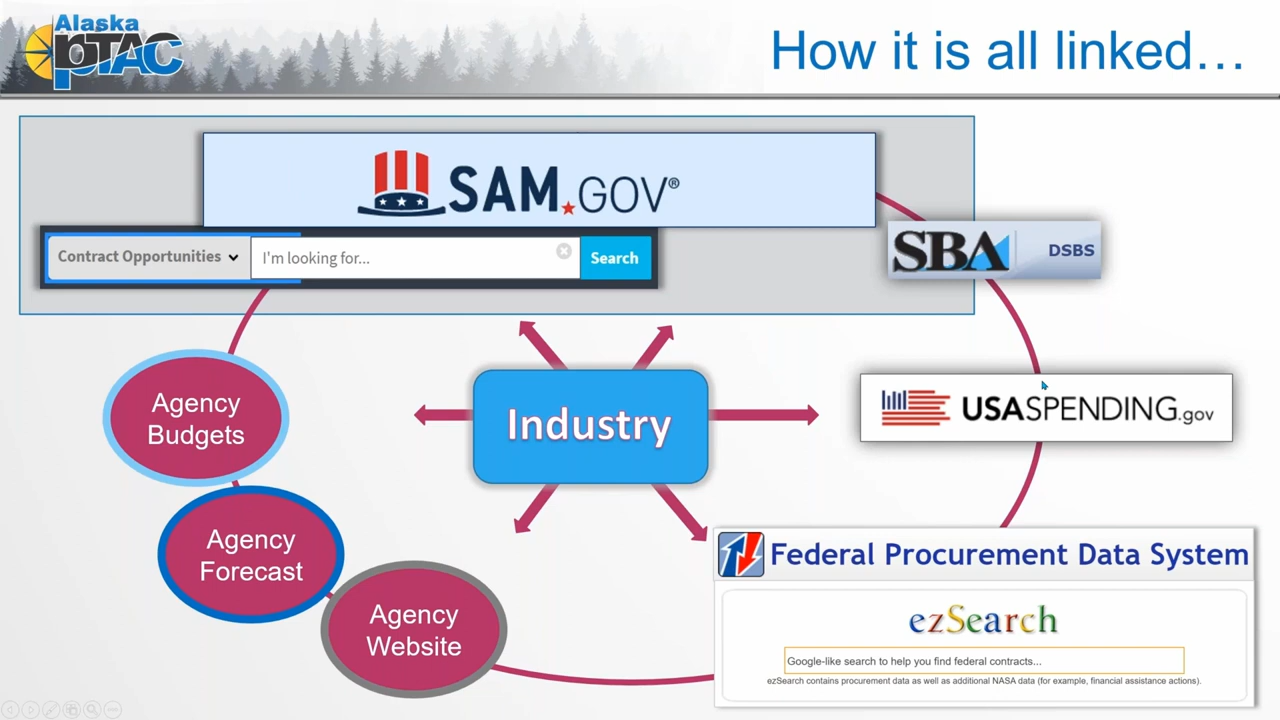 Alaska
pTAC
How it is all linked…
SAM.GOV®
Contract Opportunities
I'm looking for...
Search
SBA
DSBS
Agency
Budgets
Industry
USASPENDING.gov
Agency
Forecast
Federal Procurement Data System
Agency
Website
ezSearch
Google-like search to help you find federal contracts...
ezSearch contains procurement data as well as additional NASA data (for example, financial assistance actions).